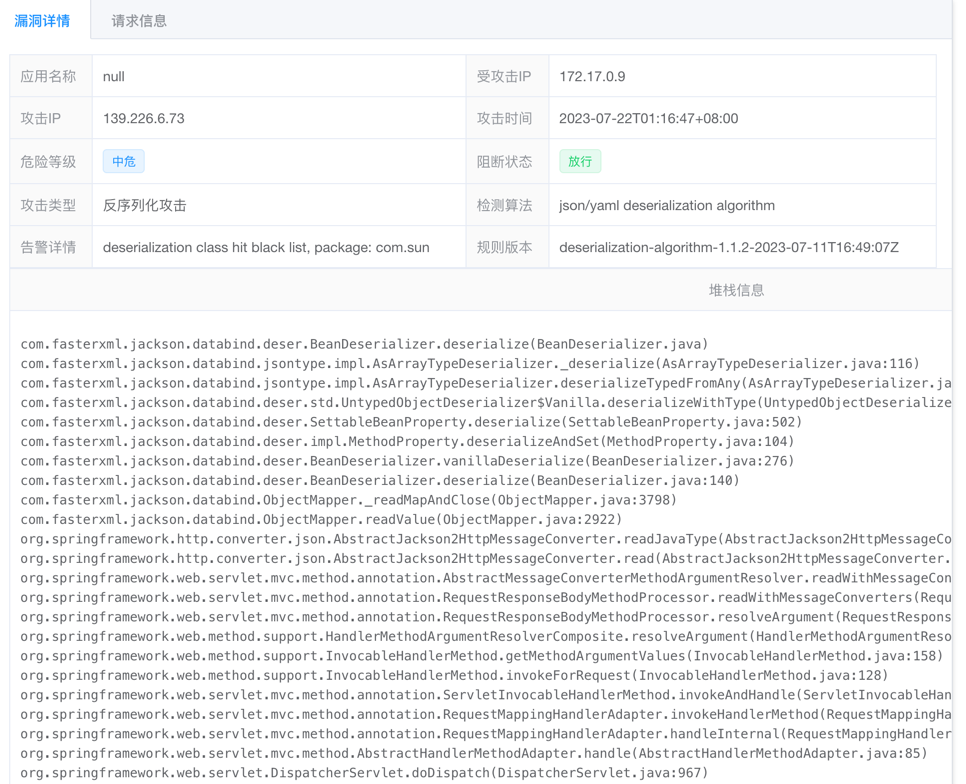 漏洞详情 请求信息
应用名称 null 受攻击IP 172.17.0.9
攻击IP 139.226.6.73 攻击时间 2023-07-22T01:16:47+08:00
危险等级 中危 阻断状态 放行
攻击类型 反序列化攻击 检测算法 json/yaml deserialization algorithm
告警详情 deserialization class hit black list, package: com.sun 规则版本 deserialization-algorithm-1.1.2-2023-07-11T16:49:07Z
堆栈信息
com.fasterxml.jackson.databind.deser.BeanDeserializer.deserialize(BeanDeserializer.java)
com.fasterxml.jackson.databind.jsontype.impl.AsArrayTypeDeserializer._deserialize(AsArrayTypeDeserializer.java:116)
com.fasterxml.jackson.databind.jsontype.impl.AsArrayTypeDeserializer.deserializeTypedFromAny(AsArrayTypeDeserializer.ja
com.fasterxml.jackson.databind.deser.std.UntypedObjectDeserializer$Vanilla.deserializeWithType(UntypedObjectDeserialize
com.fasterxml.jackson.databind.deser.SettableBeanProperty.deserialize(SettableBeanProperty.java:502)
com.fasterxml.jackson.databind.deser.impl.MethodProperty.deserializeAndSet(MethodProperty.java:104)
com.fasterxml.jackson.databind.deser.BeanDeserializer.vanillaDeserialize(BeanDeserializer.java:276)
com.fasterxml.jackson.databind.deser.BeanDeserializer.deserialize(BeanDeserializer.java:140)
com.fasterxml.jackson.databind.ObjectMapper._readMapAndClose(ObjectMapper.java:3798)
com.fasterxml.jackson.databind.ObjectMapper.readValue(ObjectMapper.java:2922)
org.springframework.http.converter.json.AbstractJackson2HttpMessageConverter.readJavaType(AbstractJackson2HttpMessageCo
org.springframework.http.converter.json.AbstractJackson2HttpMessageConverter.read(AbstractJackson2HttpMessageConverter.
org.springframework.web.servlet.mvc.method.annotation.AbstractMessageConverterMethodArgumentResolver.readWithMessageCon
org.springframework.web.servlet.mvc.method.annotation.RequestResponseBodyMethodProcessor.readWithMessageConverters(Requ
org.springframework.web.servlet.mvc.method.annotation.RequestResponseBodyMethodProcessor.resolveArgument(RequestRespons
org.springframework.web.method.support.HandlerMethodArgumentResolverComposite.resolveArgument(HandlerMethodArgumentReso
org.springframework.web.method.support.InvocableHandlerMethod.getMethodArgumentValues(InvocableHandlerMethod.java:158)
org.springframework.web.method.support.InvocableHandlerMethod.invokeForRequest(InvocableHandlerMethod.java:128)
org.springframework.web.servlet.mvc.method.annotation.ServletInvocableHandlerMethod.invokeAndHandle(ServletInvocableHan
org.springframework.web.servlet.mvc.method.annotation.RequestMappingHandlerAdapter.invokeHandlerMethod(RequestMappingHa
org.springframework.web.servlet.mvc.method.annotation.RequestMappingHandlerAdapter.handleInternal(RequestMappingHandler
org.springframework.web.servlet.mvc.method.AbstractHandlerMethodAdapter.handle(AbstractHandlerMethodAdapter.java:85)
org.springframework.web.servlet.DispatcherServlet.doDispatch(DispatcherServlet.java:967)